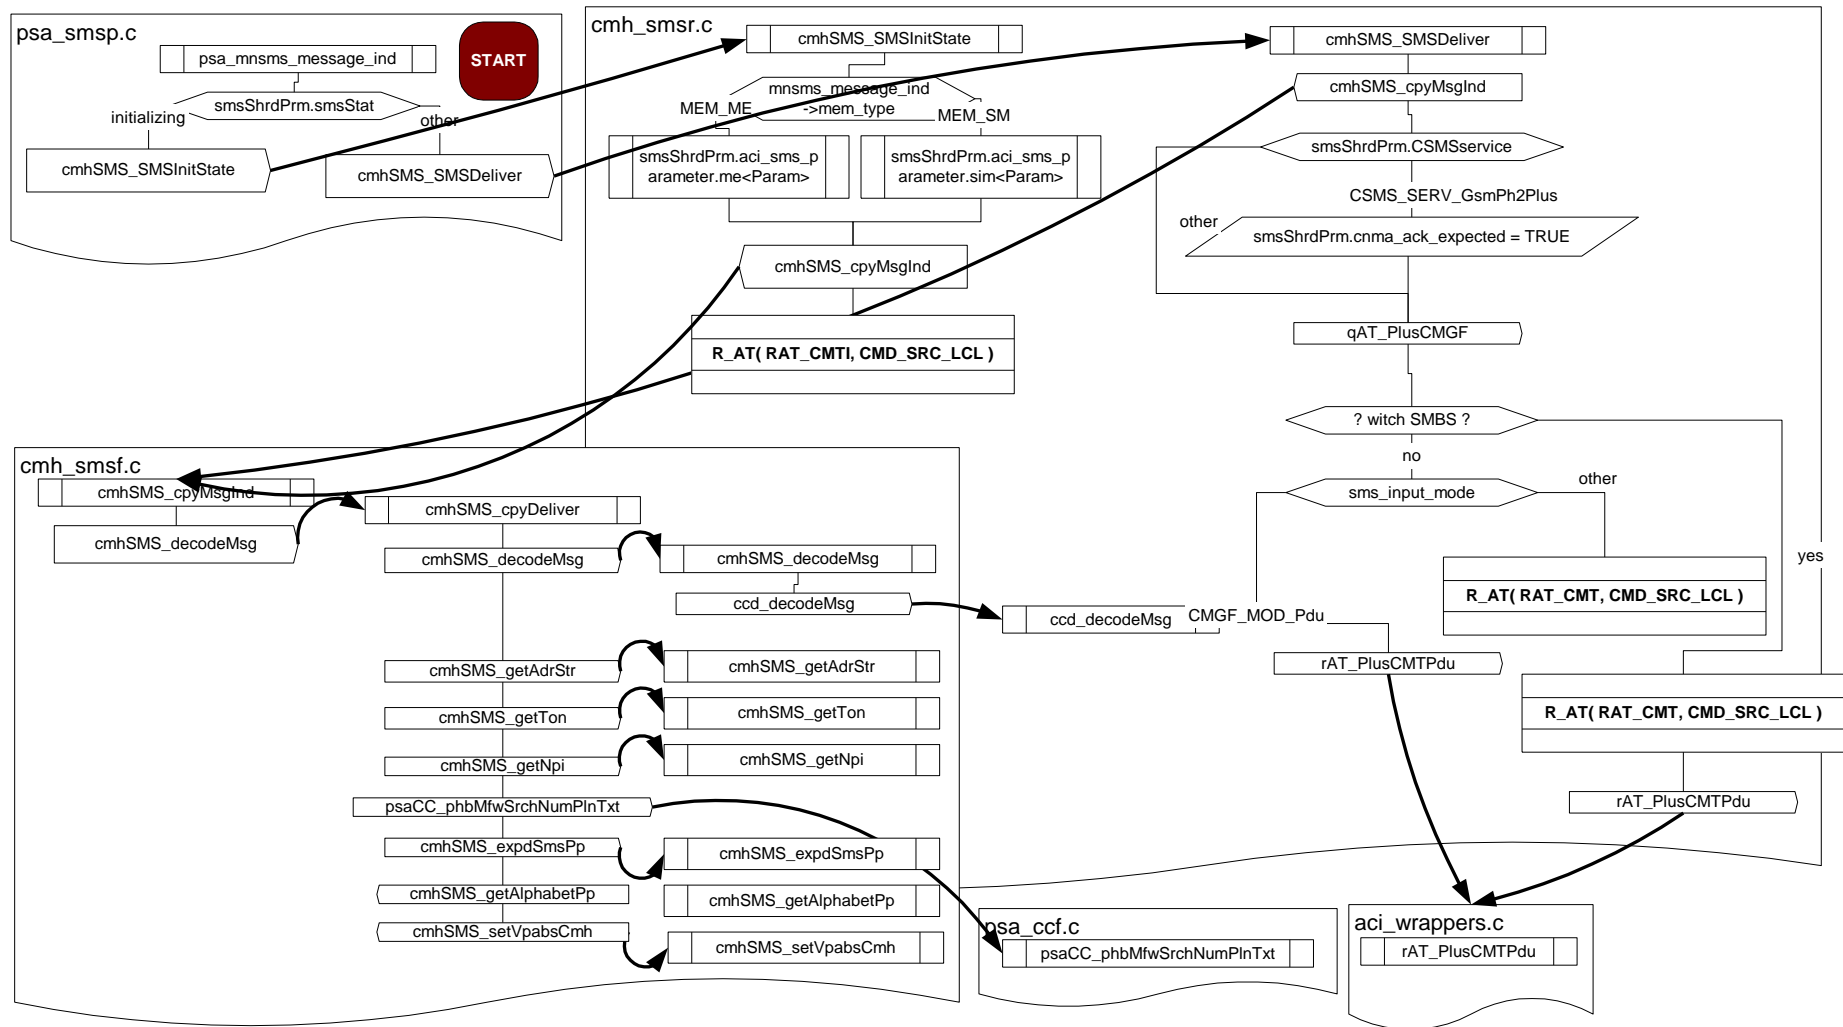 psa_smsp.c
psa_mnsms_message_ind
START
smsShrdPrm.smsStat
initializing
other
cmhSMS_SMSInitState
cmhSMS_SMSDeliver
cmh_smsr.c
cmhSMS_SMSInitState
mnsms_message_ind
->mem_type
MEM_ME
MEM_SM
smsShrdPrm.aci_sms_p
arameter.me<Param>
smsShrdPrm.aci_sms_p
arameter.sim<Param>
cmhSMS_cpyMsgInd
R_AT( RAT_CMTI, CMD_SRC_LCL )
cmhSMS_SMSDeliver
cmhSMS_cpyMsgInd
smsShrdPrm.CSMSservice
CSMS_SERV_GsmPh2Plus
other
smsShrdPrm.cnma_ack_expected = TRUE
qAT_PlusCMGF
? witch SMBS ?
no
sms_input_mode
other
yes
R_AT( RAT_CMT, CMD_SRC_LCL )
CMGF_MOD_Pdu
rAT_PlusCMTPdu
R_AT( RAT_CMT, CMD_SRC_LCL )
rAT_PlusCMTPdu
cmh_smsf.c
cmhSMS_cpyMsgInd
cmhSMS_decodeMsg
cmhSMS_cpyDeliver
cmhSMS_decodeMsg
cmhSMS_decodeMsg
ccd_decodeMsg
ccd_decodeMsg
cmhSMS_getAdrStr
cmhSMS_getAdrStr
cmhSMS_getTon
cmhSMS_getTon
cmhSMS_getNpi
cmhSMS_getNpi
psaCC_phbMfwSrchNumPlnTxt
cmhSMS_expdSmsPp
cmhSMS_expdSmsPp
cmhSMS_getAlphabetPp
cmhSMS_getAlphabetPp
cmhSMS_setVpabsCmh
cmhSMS_setVpabsCmh
psa_ccf.c
psaCC_phbMfwSrchNumPlnTxt
aci_wrappers.c
rAT_PlusCMTPdu